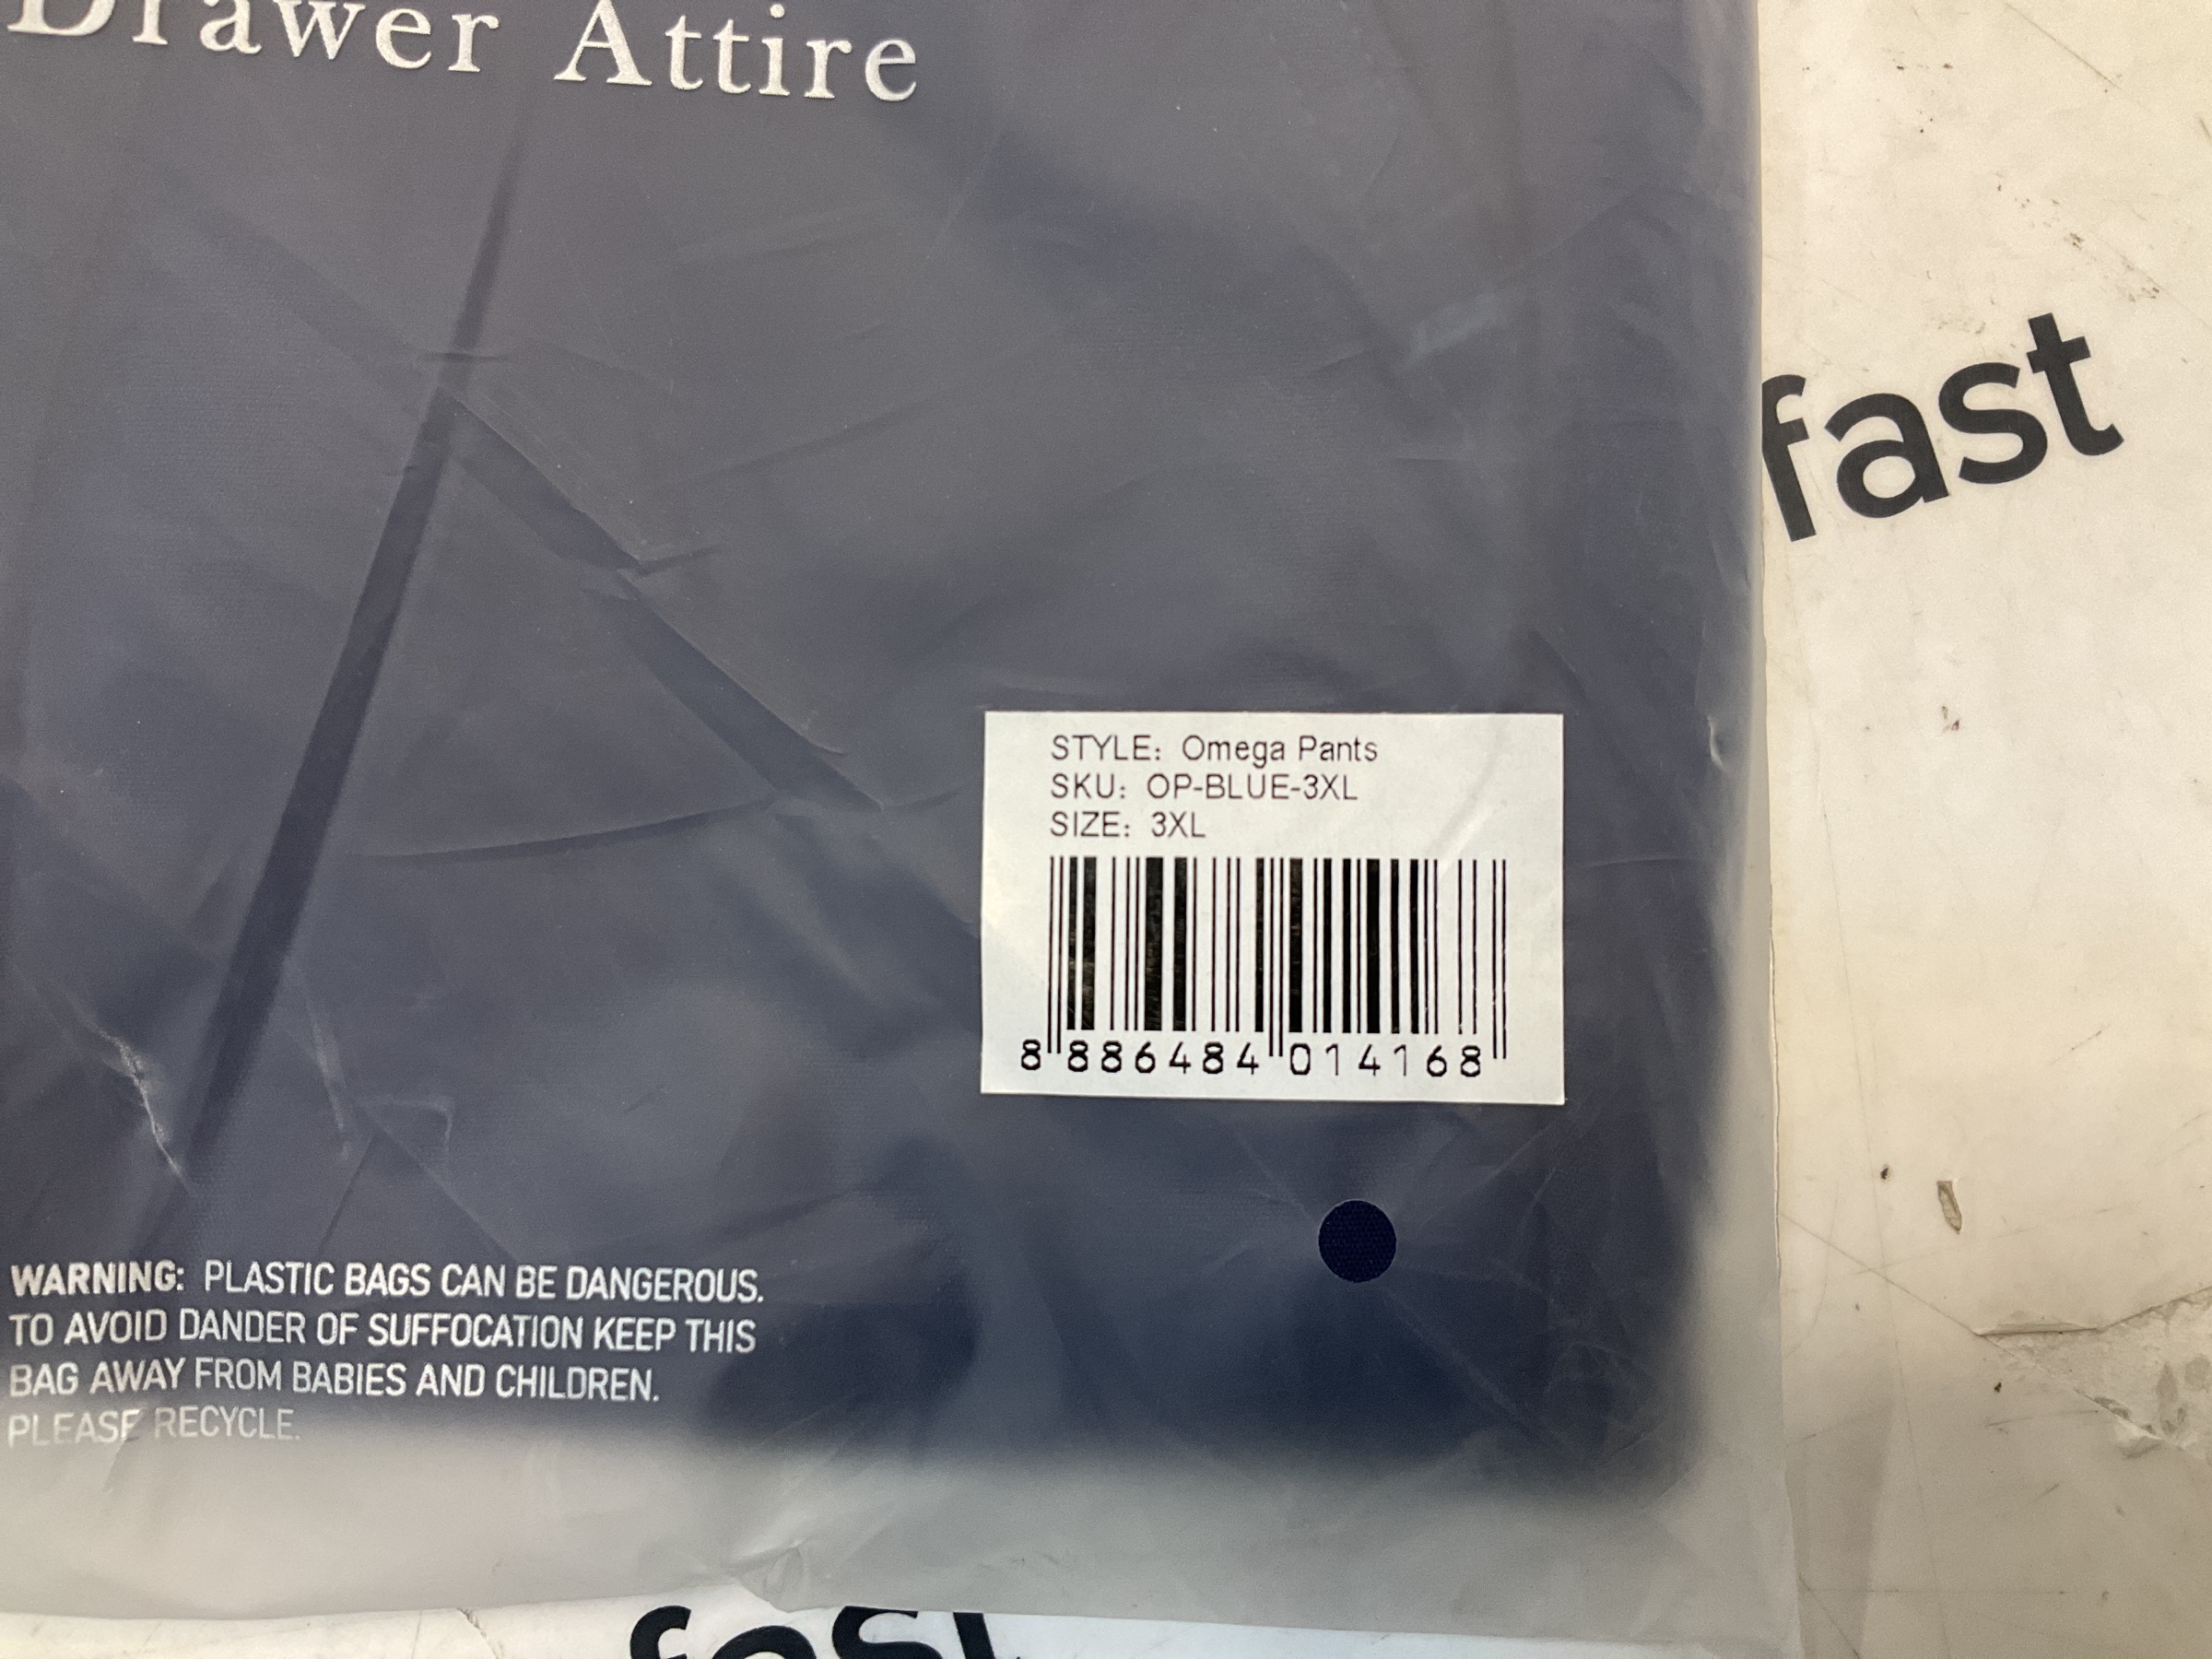 Drawer Attire
fast
STYLE: Omega Pants
SKU: OP-BLUE-3XL
SIZE: 3XL
8 886484 014168
WARNING: PLASTIC BAGS CAN BE DANGEROUS.
TO AVOID DANDER OF SUFFOCATION KEEP THIS
BAG AWAY FROM BABIES AND CHILDREN.
PLEASE RECYCLE.
fast